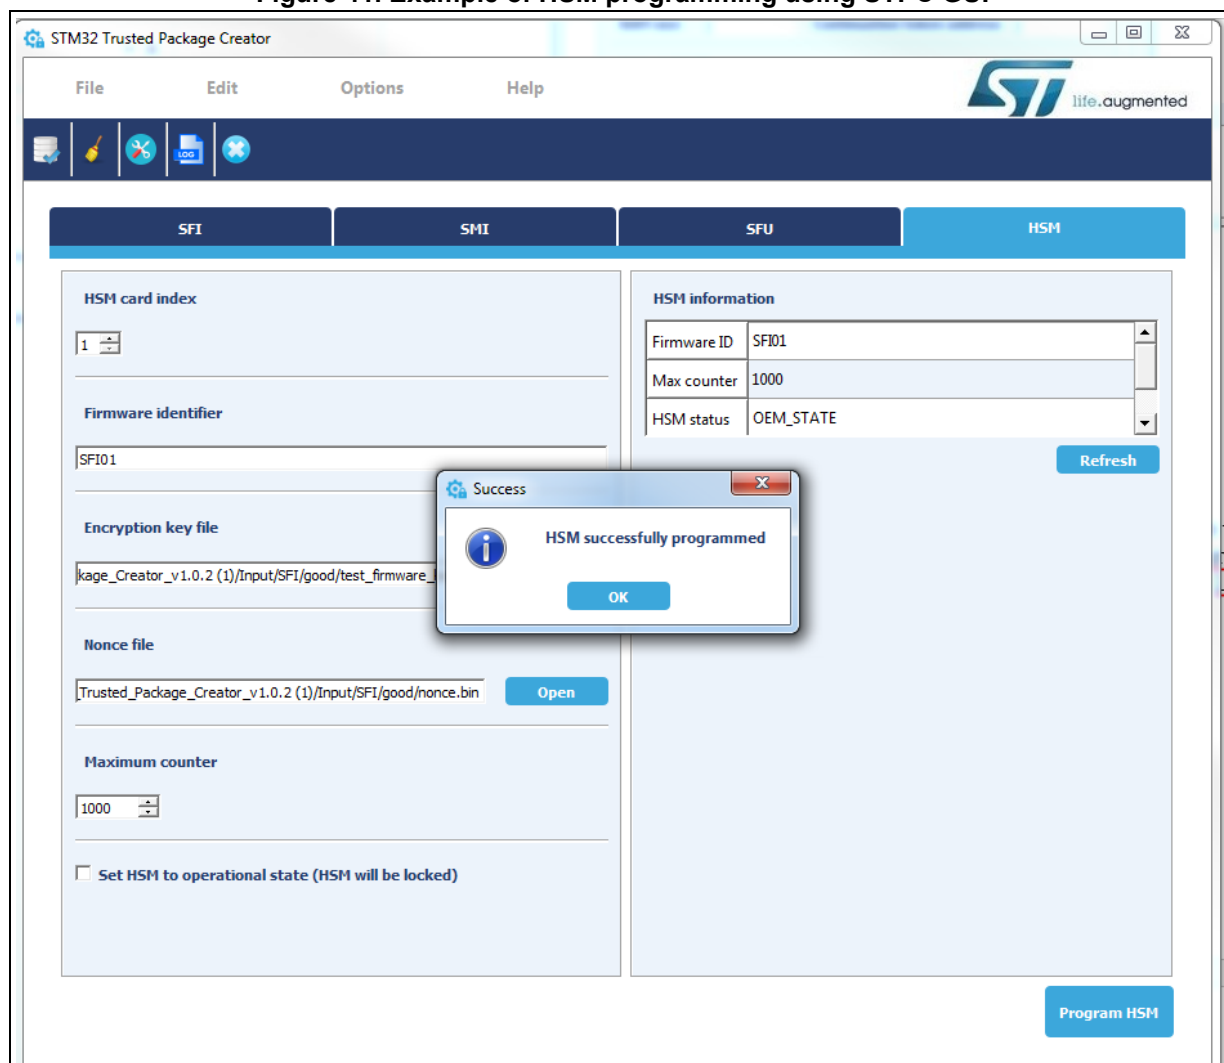 STM32 Trusted Package Creator
File Edit Options Help
ST life.augmented
LOG
SFI SMI SFU HSM
HSM card index
1
Firmware identifier
SFI01
Encryption key file
kage_Creator_v1.0.2 (1)/Input/SFI/good/test_firmware_
Nonce file
_Trusted_Package_Creator_v1.0.2 (1)/Input/SFI/good/nonce.bin Open
Maximum counter
1000
Set HSM to operational state (HSM will be locked)
HSM information
Firmware ID SFI01
Max counter 1000
HSM status OEM_STATE
Refresh
Success
HSM successfully programmed
OK
Program HSM